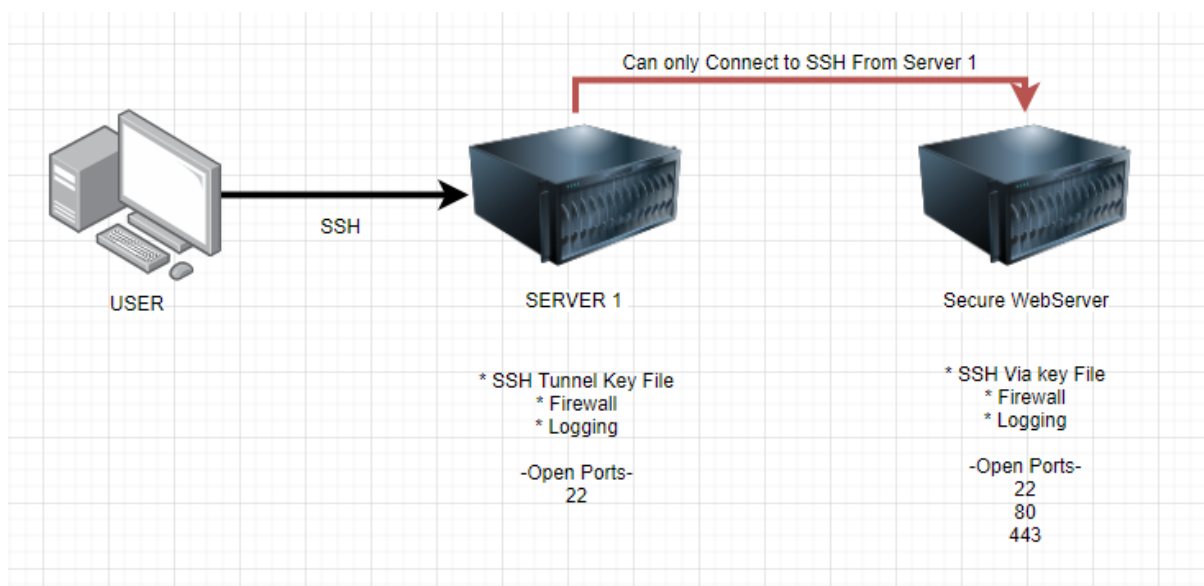 Can only Connect to SSH From Server 1
SSH
USER
SERVER 1
Secure WebServer
* SSH Tunnel Key File
* Firewall
* Logging
-Open Ports-
22
* SSH Via key File
* Firewall
* Logging
-Open Ports-
22
80
443